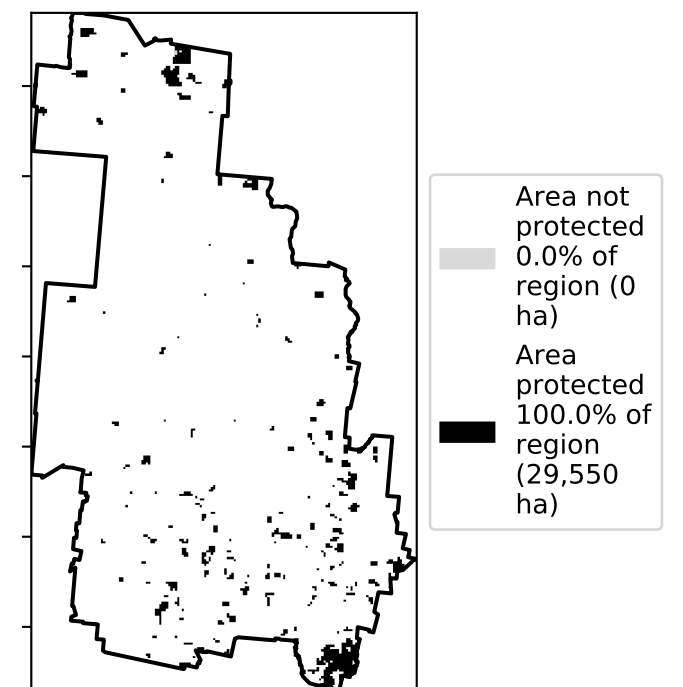 Area not
protected
0.0% of
region (0
ha)
Area
protected
100.0% of
region
(29,550
ha)